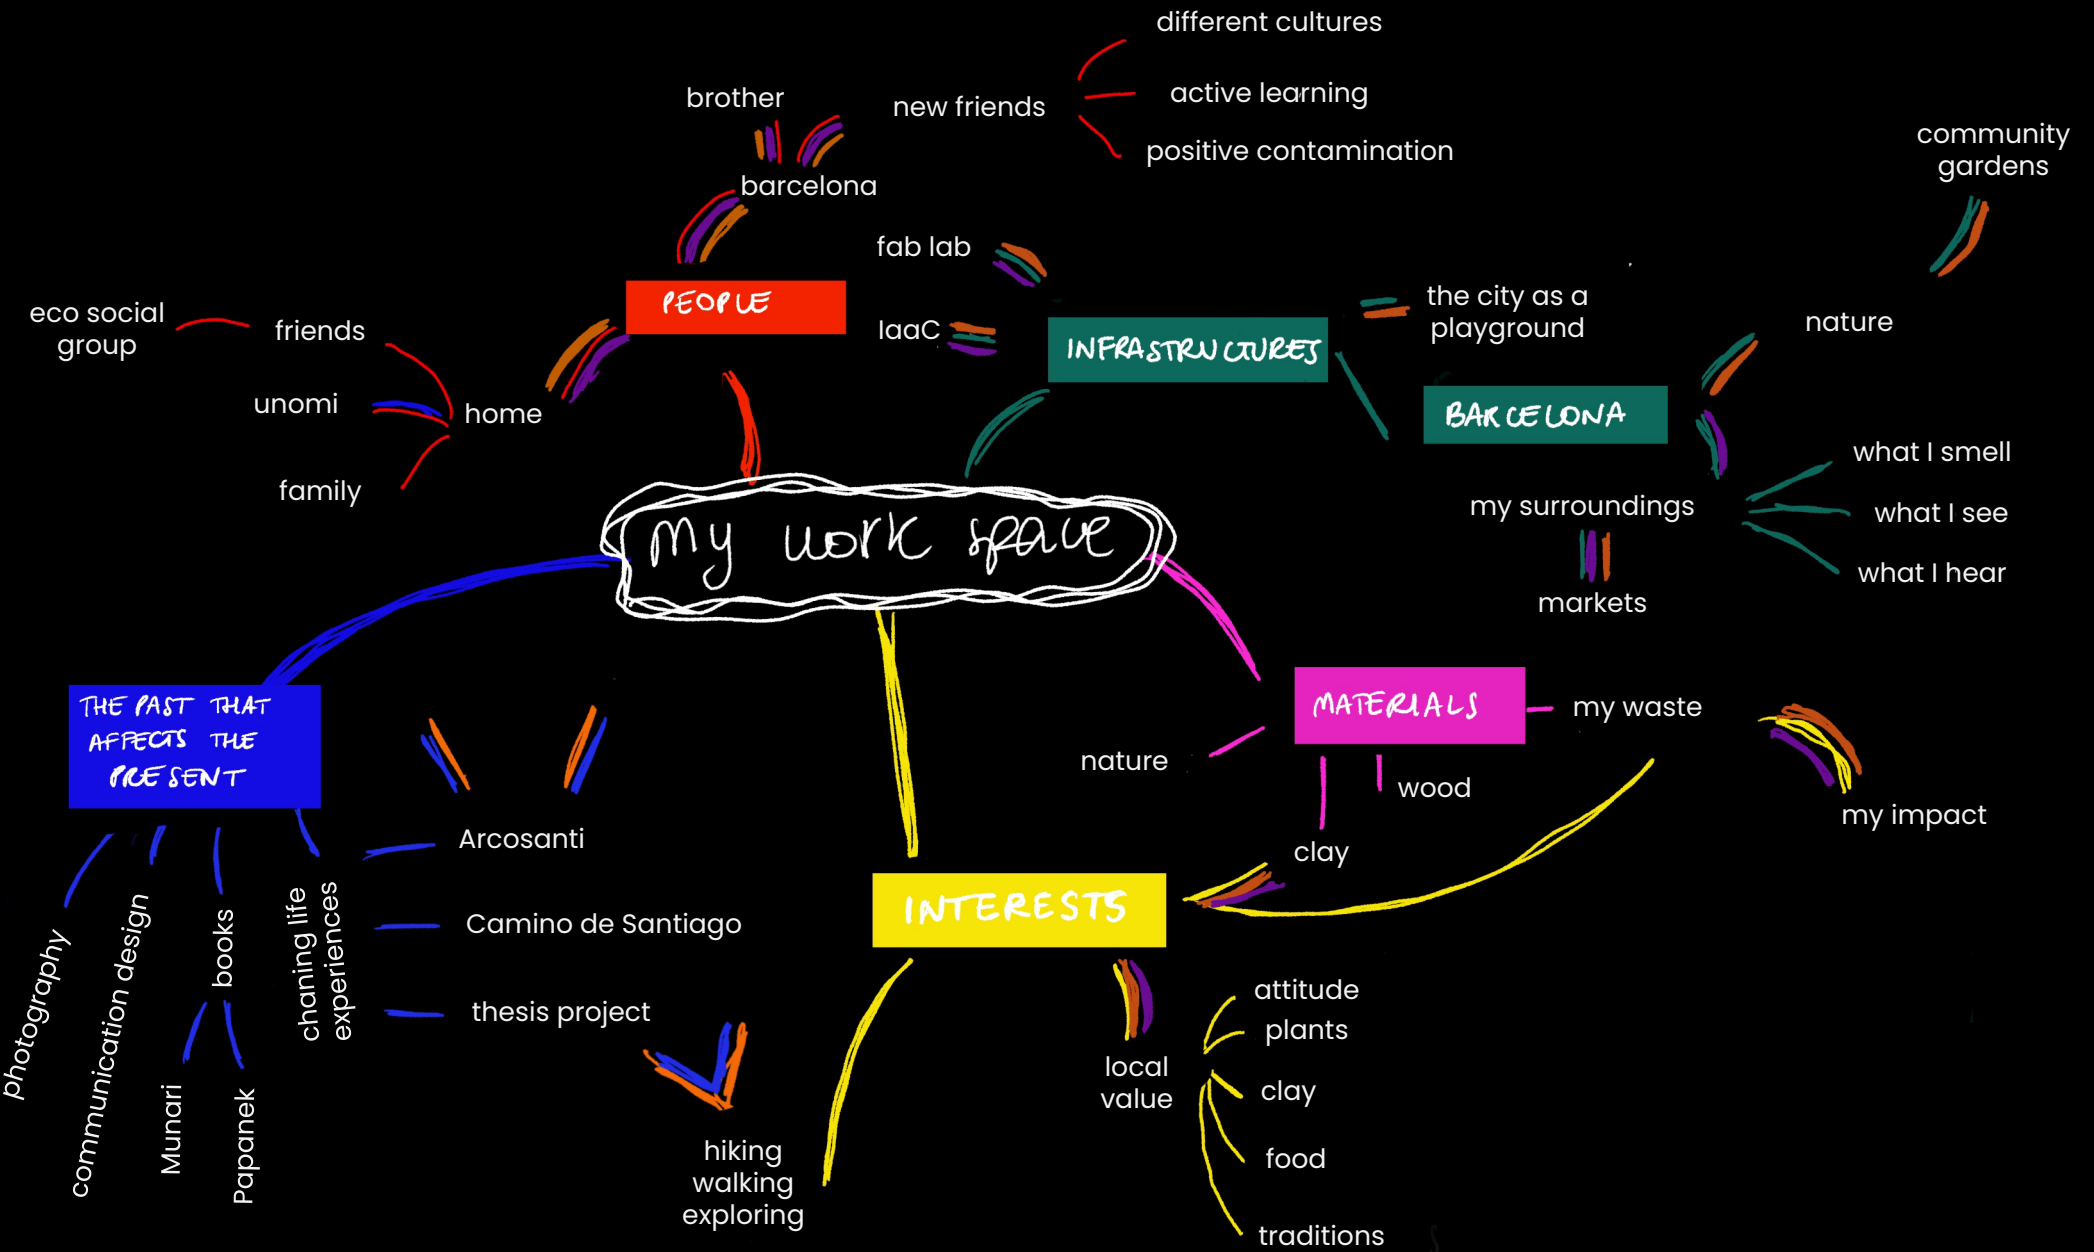 different cultures
brother
new friends
active learning
positive contamination
barcelona
community
gardens
fab lab
IaaC
PEOPLE
the city as a
playground
nature
eco social
group
friends
INFRASTRUCTURES
unomi
home
BARCELONA
family
what I smell
my surroundings
what I see
what I hear
markets
my work space
THE PAST THAT
AFFECTS THE
PRESENT
MATERIALS
my waste
nature
wood
clay
my impact
Arcosanti
Camino de Santiago
thesis project
INTERESTS
photography
communication design
books
chaning life
experiences
Munari
Papanek
attitude
plants
local
value
clay
food
traditions
hiking
walking
exploring